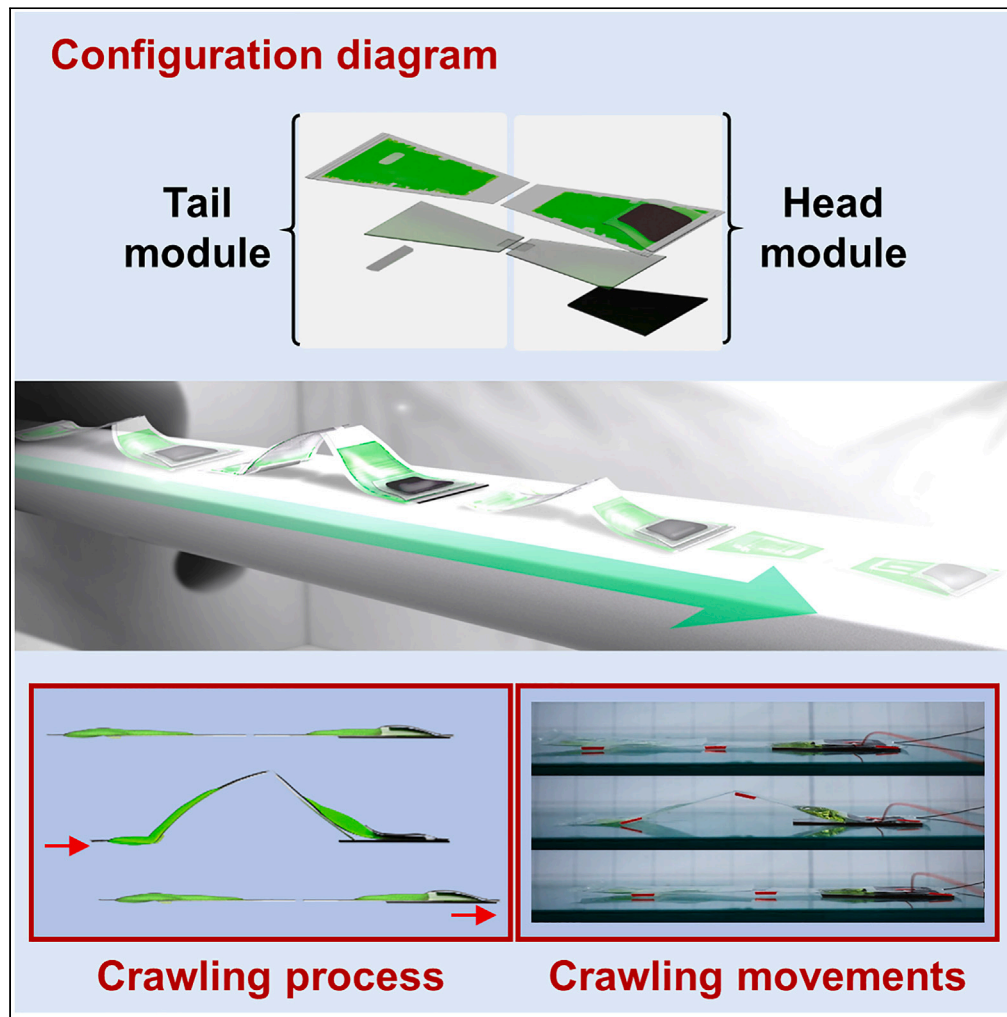 Configuration diagram
Tail
module
Head
module
Crawling process
Crawling movements